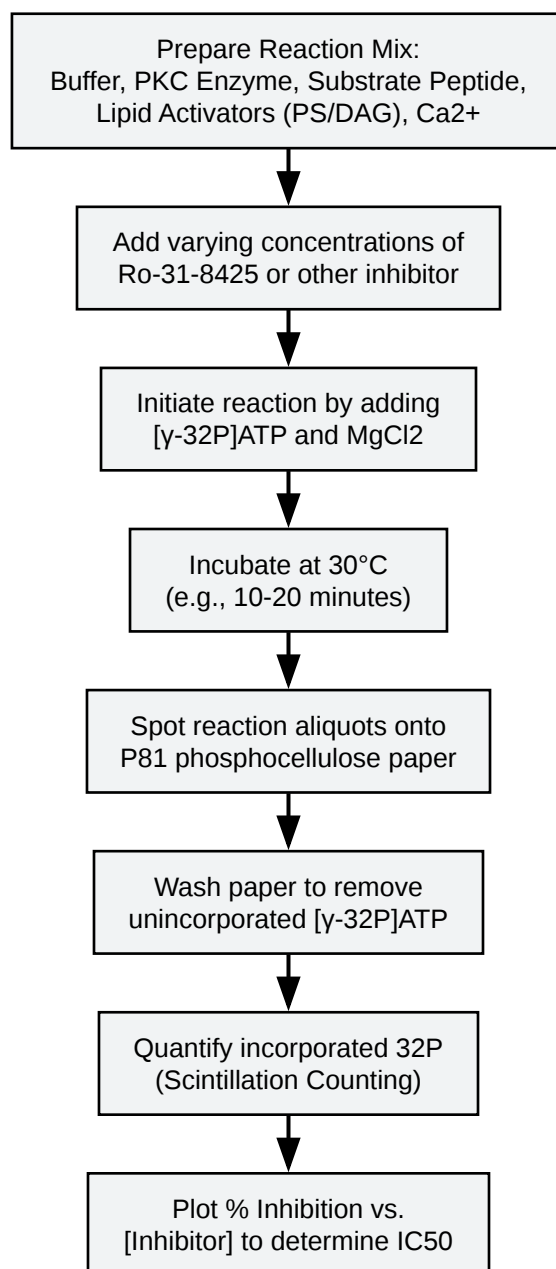 Prepare Reaction Mix:
Buffer, PKC Enzyme, Substrate Peptide,
Lipid Activators (PS/DAG), Ca2+
Add varying concentrations of
Ro-31-8425 or other inhibitor
Initiate reaction by adding
[γ-32P]ATP and MgCl2
Incubate at 30°C
(e.g., 10-20 minutes)
Spot reaction aliquots onto
P81 phosphocellulose paper
Wash paper to remove
unincorporated [γ-32P]ATP
Quantify incorporated 32P
(Scintillation Counting)
Plot % Inhibition vs.
[Inhibitor] to determine IC50